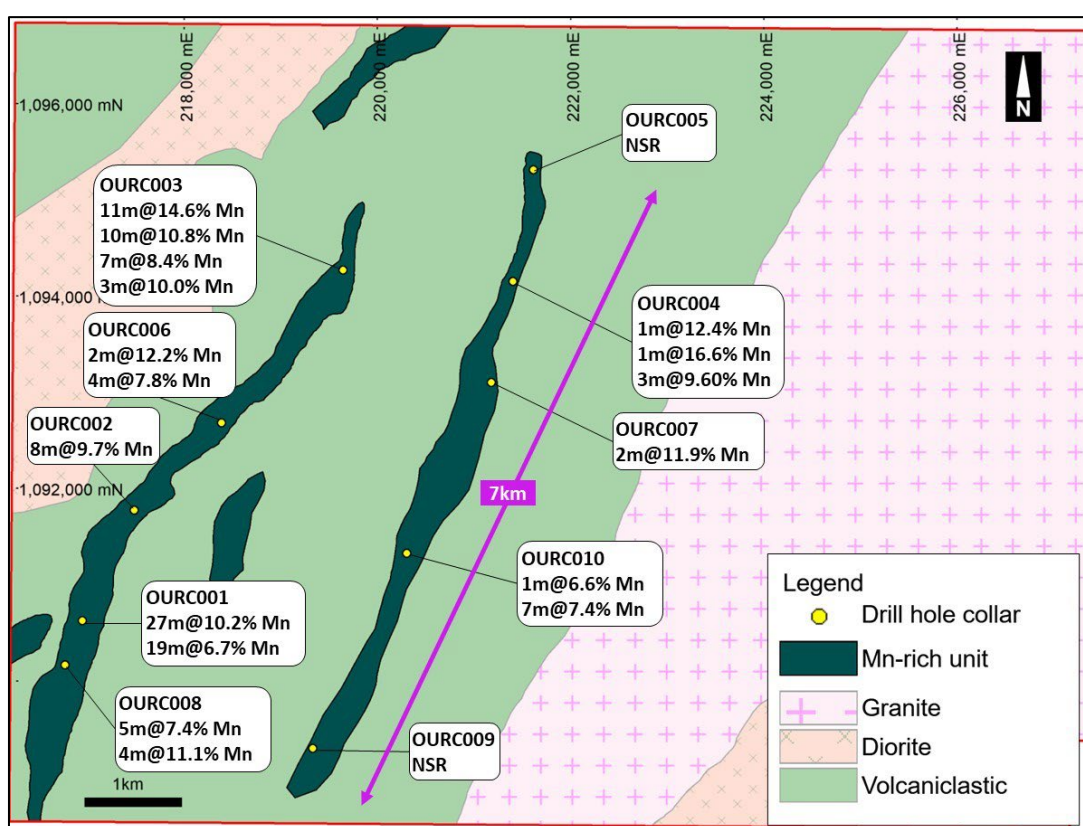 218,000 mE
220,000 mE
222,000 mE
224,000 mE
226,000 mE
1,096,000 mN
N
OURC005
NSR
OURC003
11m@14.6% Mn
10m@10.8% Mn
7m@8.4% Mn
3m@10.0% Mn
1,094,000 mN
OURC004
1m@12.4% Mn
1m@16.6% Mn
3m@9.60% Mn
OURC006
2m@12.2% Mn
4m@7.8% Mn
OURC002
8m@9.7% Mn
OURC007
2m@11.9% Mn
1,092,000 mN
7km
OURC010
1m@6.6% Mn
7m@7.4% Mn
OURC001
27m@10.2% Mn
19m@6.7% Mn
OURC008
5m@7.4% Mn
4m@11.1% Mn
OURC009
NSR
1km
Legend
Drill hole collar
Mn-rich unit
Granite
Diorite
Volcaniclastic